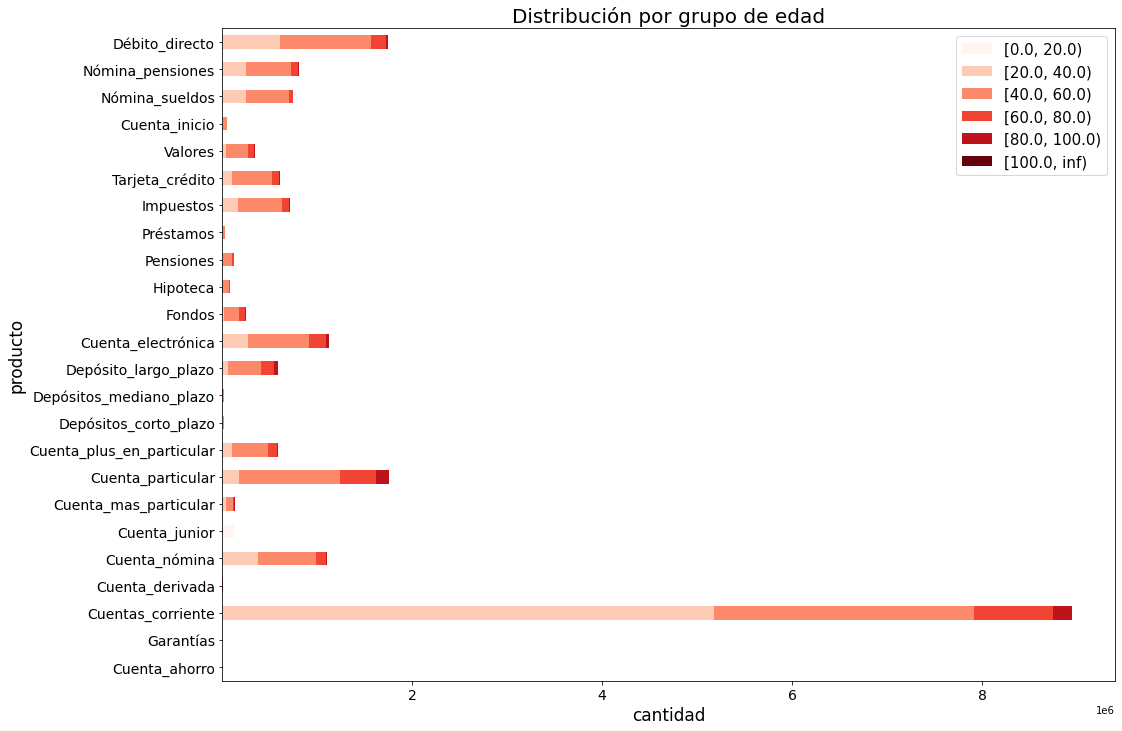 Distribución por grupo de edad
[0.0, 20.0)
[20.0, 40.0)
[40.0, 60.0)
[60.0, 80.0)
[80.0, 100.0)
[100.0, inf)
producto
Débito_directo
Nómina_pensiones
Nómina_sueldos
Cuenta_inicio
Valores
Tarjeta_crédito
Impuestos
Préstamos
Pensiones
Hipoteca
Fondos
Cuenta_electrónica
Depósito_largo_plazo
Depósitos_mediano_plazo
Depósitos_corto_plazo
Cuenta_plus_en_particular
Cuenta_particular
Cuenta_mas_particular
Cuenta_junior
Cuenta_nómina
Cuenta_derivada
Cuentas_corriente
Garantías
Cuenta_ahorro
2 4 6 8
1e6
cantidad